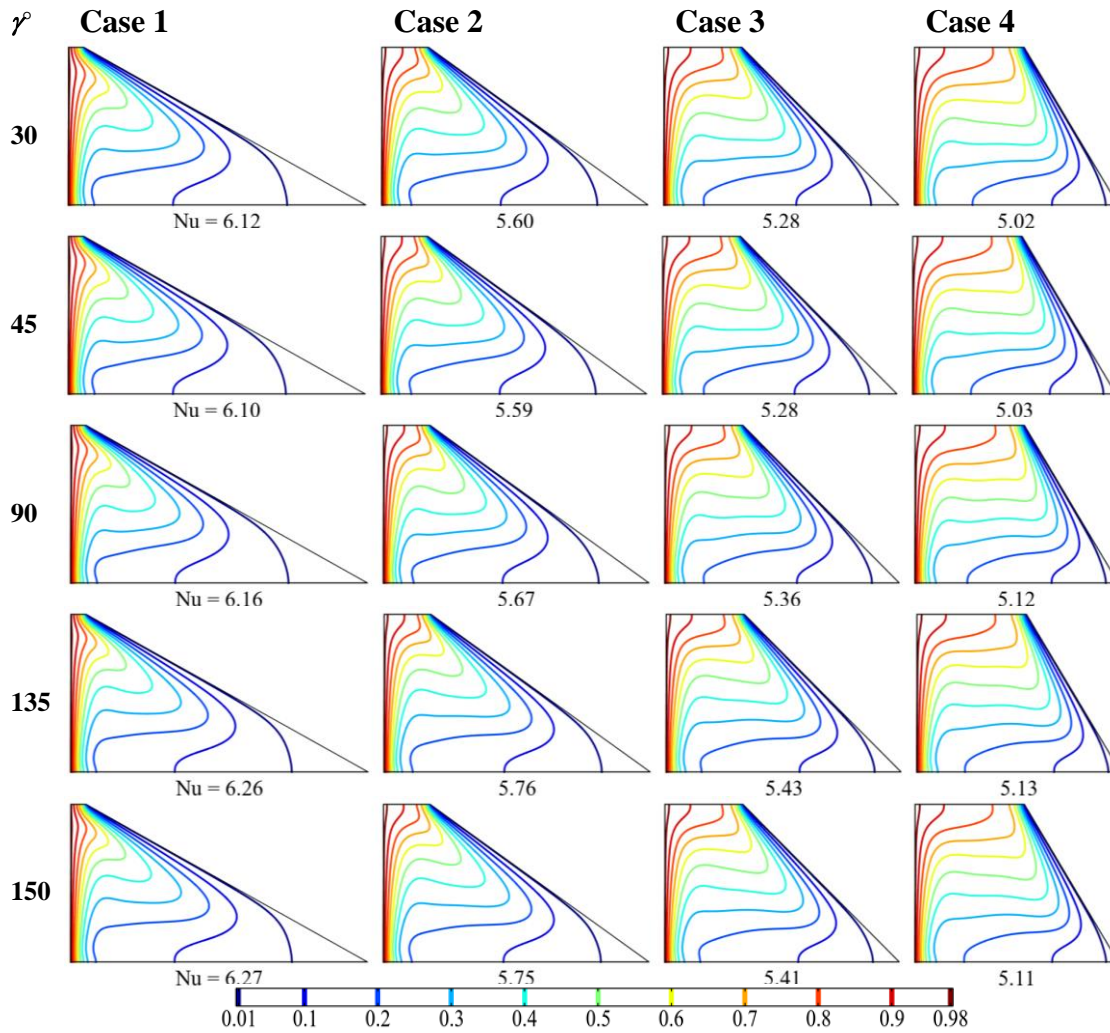 γ° Case 1 Case 2 Case 3 Case 4
30
Nu = 6.12 5.60 5.28 5.02
45
Nu = 6.10 5.59 5.28 5.03
90
Nu = 6.16 5.67 5.36 5.12
135
Nu = 6.26 5.76 5.43 5.13
150
Nu = 6.27 5.75 5.41 5.11
0.01 0.1 0.2 0.3 0.4 0.5 0.6 0.7 0.8 0.9 0.98